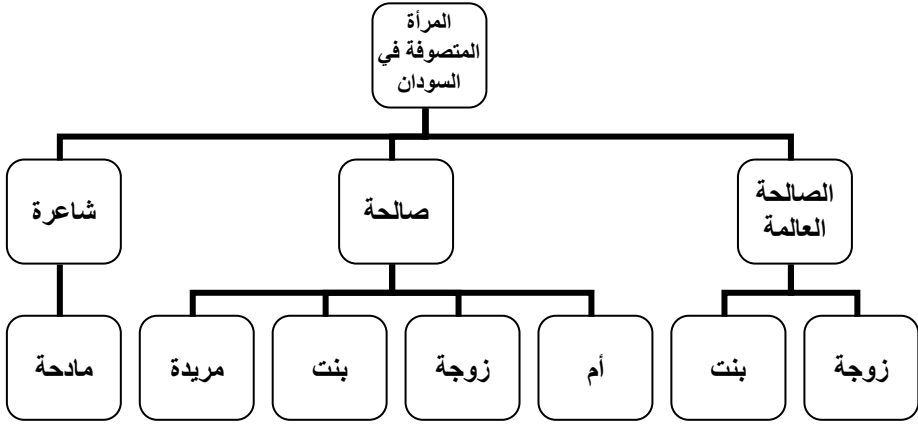 المرأة
المتصوفة في
السودان
الصالحة
العالمة
صالحة
شاعرة
زوجة
بنت
أم
زوجة
بنت
مريدة
مادحة